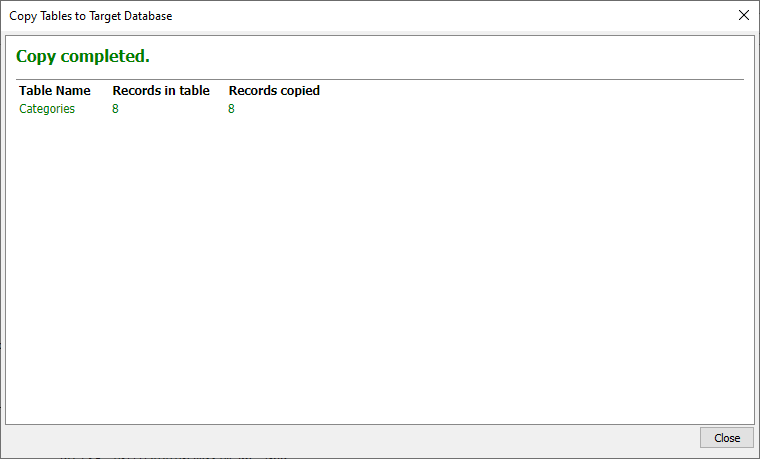 Copy Tables to Target Database
Copy completed.
Table Name Records in table Records copied
Categories 8 8
Close